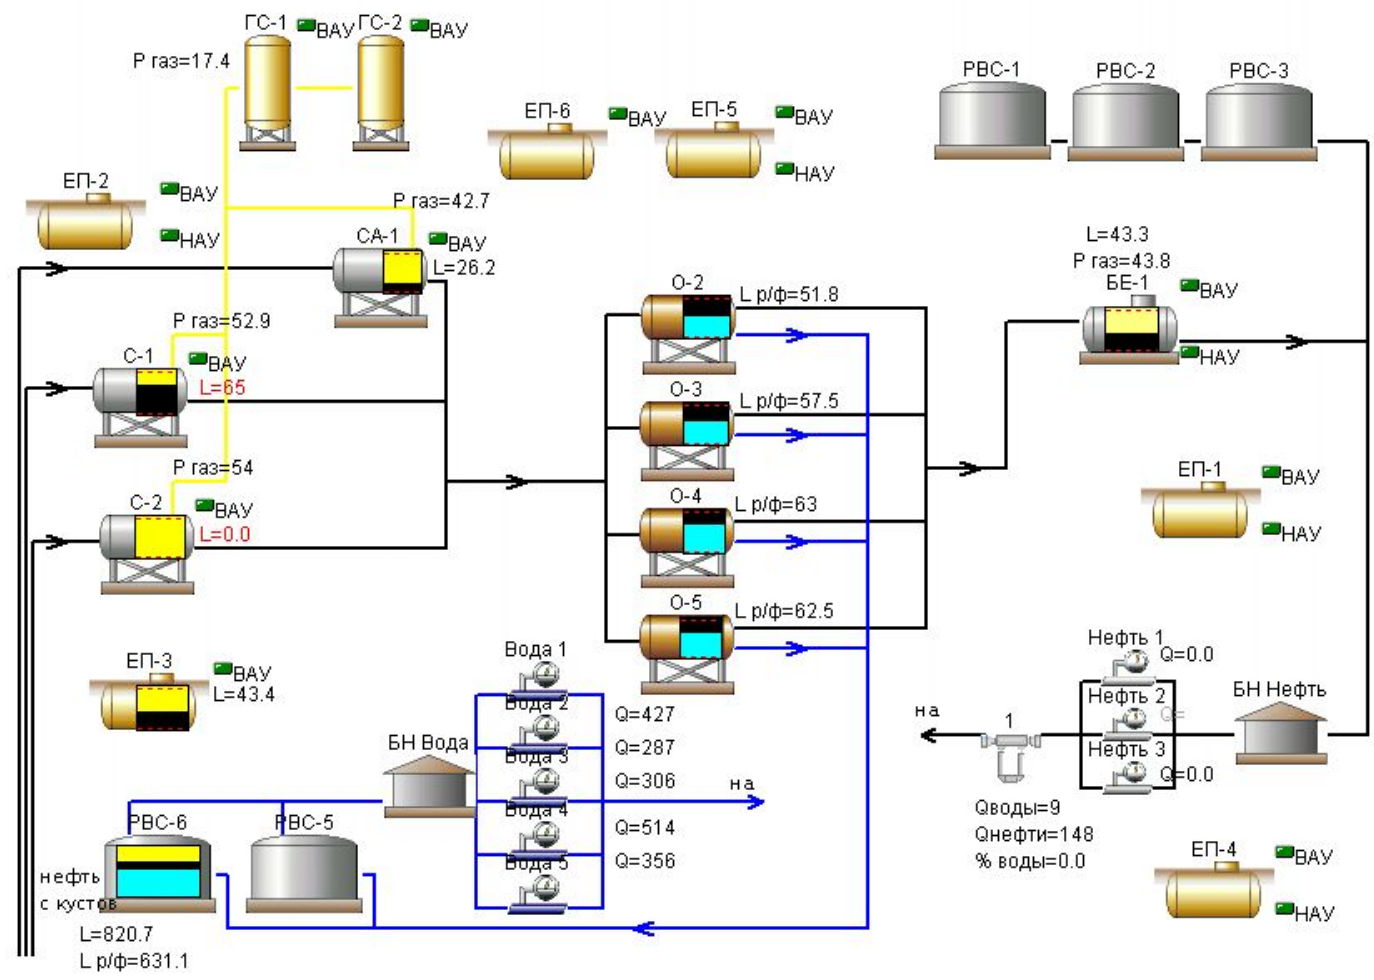 ГС-1
ВАУ
ГС-2
ВАУ
P газ=17.4
РВС-1
РВС-2
РВС-3
ЕП-6
ВАУ
ЕП-5
ВАУ
НАУ
ЕП-2
ВАУ
НАУ
P газ=42.7
СА-1
ВАУ
L=26.2
L=43.3
P газ=43.8
БЕ-1
ВАУ
НАУ
О-2
L р/ф=51.8
P газ=52.9
С-1
ВАУ
L=65
О-3
L р/ф=57.5
P газ=54
С-2
ВАУ
L=0.0
О-4
L р/ф=63
ЕП-1
ВАУ
НАУ
О-5
L р/ф=62.5
ЕП-3
ВАУ
L=43.4
Вода 1
Q=427
Вода 2
Q=287
Вода 3
Q=306
Вода 4
Q=514
Вода 5
Q=356
БН Вода
на
Нефть 1
Q=0.0
Нефть 2
Q=
Нефть 3
Q=0.0
БН Нефть
на
1
Qводы=9
Qнефти=148
% воды=0.0
РВС-6
РВС-5
нефть
с кустов
L=820.7
L р/ф=631.1
ЕП-4
ВАУ
НАУ